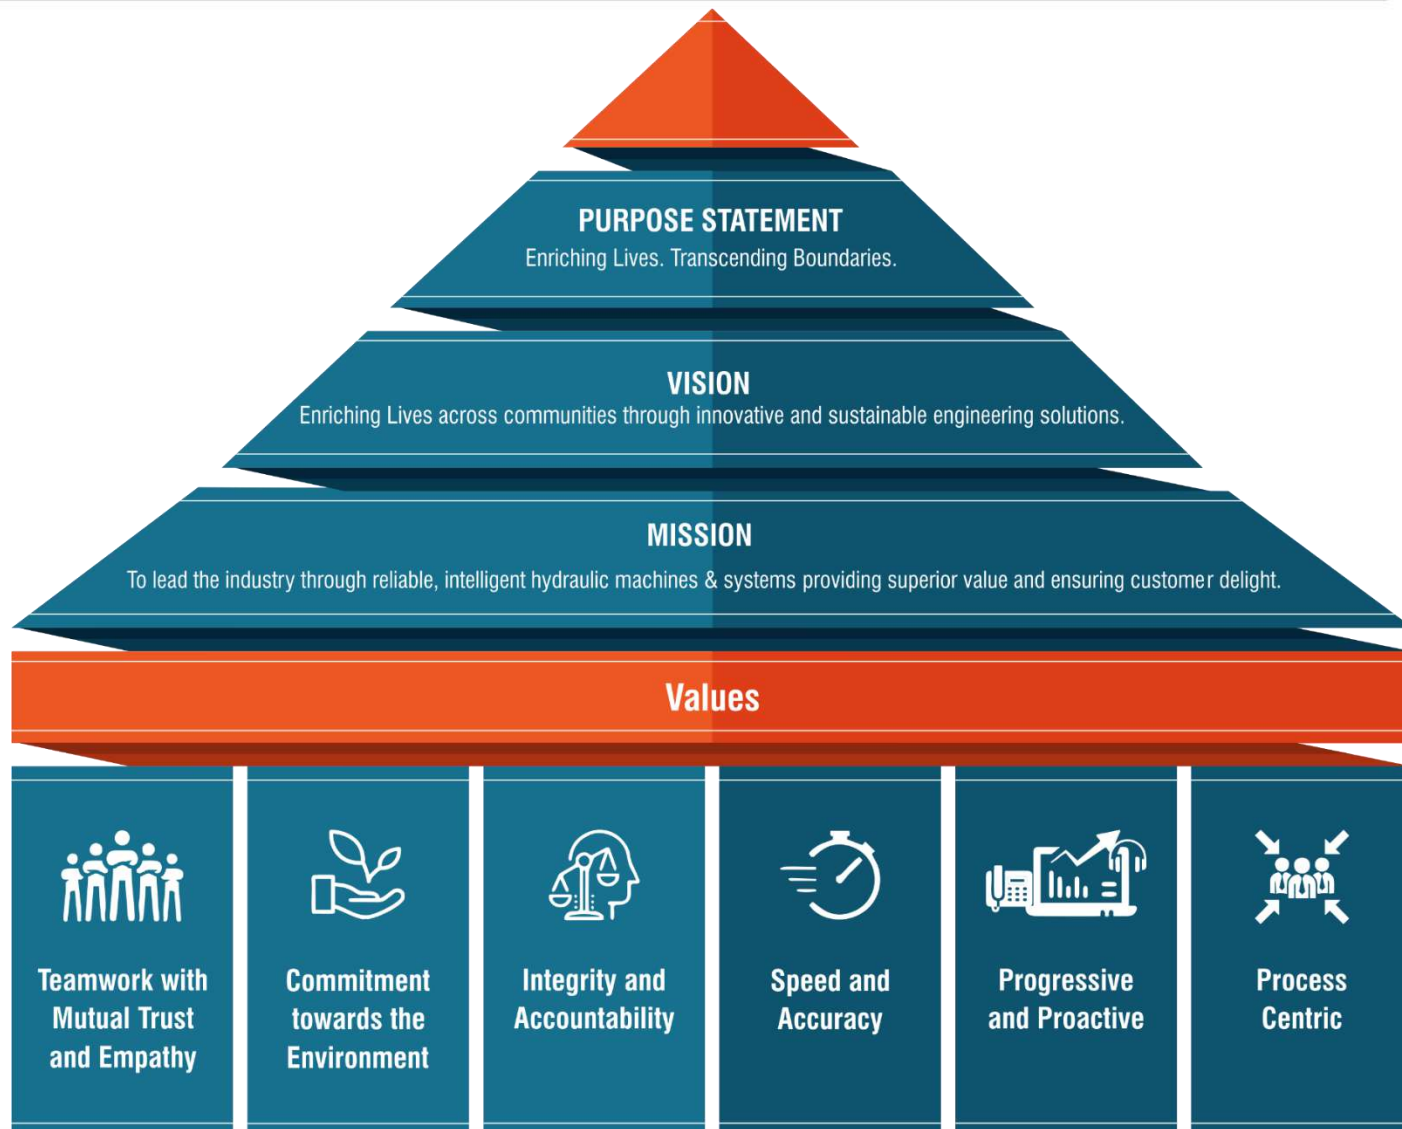 PURPOSE STATEMENT
Enriching Lives. Transcending Boundaries.
VISION
Enriching Lives across communities through innovative and sustainable engineering solutions.
MISSION
To lead the industry through reliable, intelligent hydraulic machines & systems providing superior value and ensuring customer delight.
Values
Teamwork with
Mutual Trust
and Empathy
Commitment
towards the
Environment
Integrity and
Accountability
Speed and
Accuracy
Progressive
and Proactive
Process
Centric